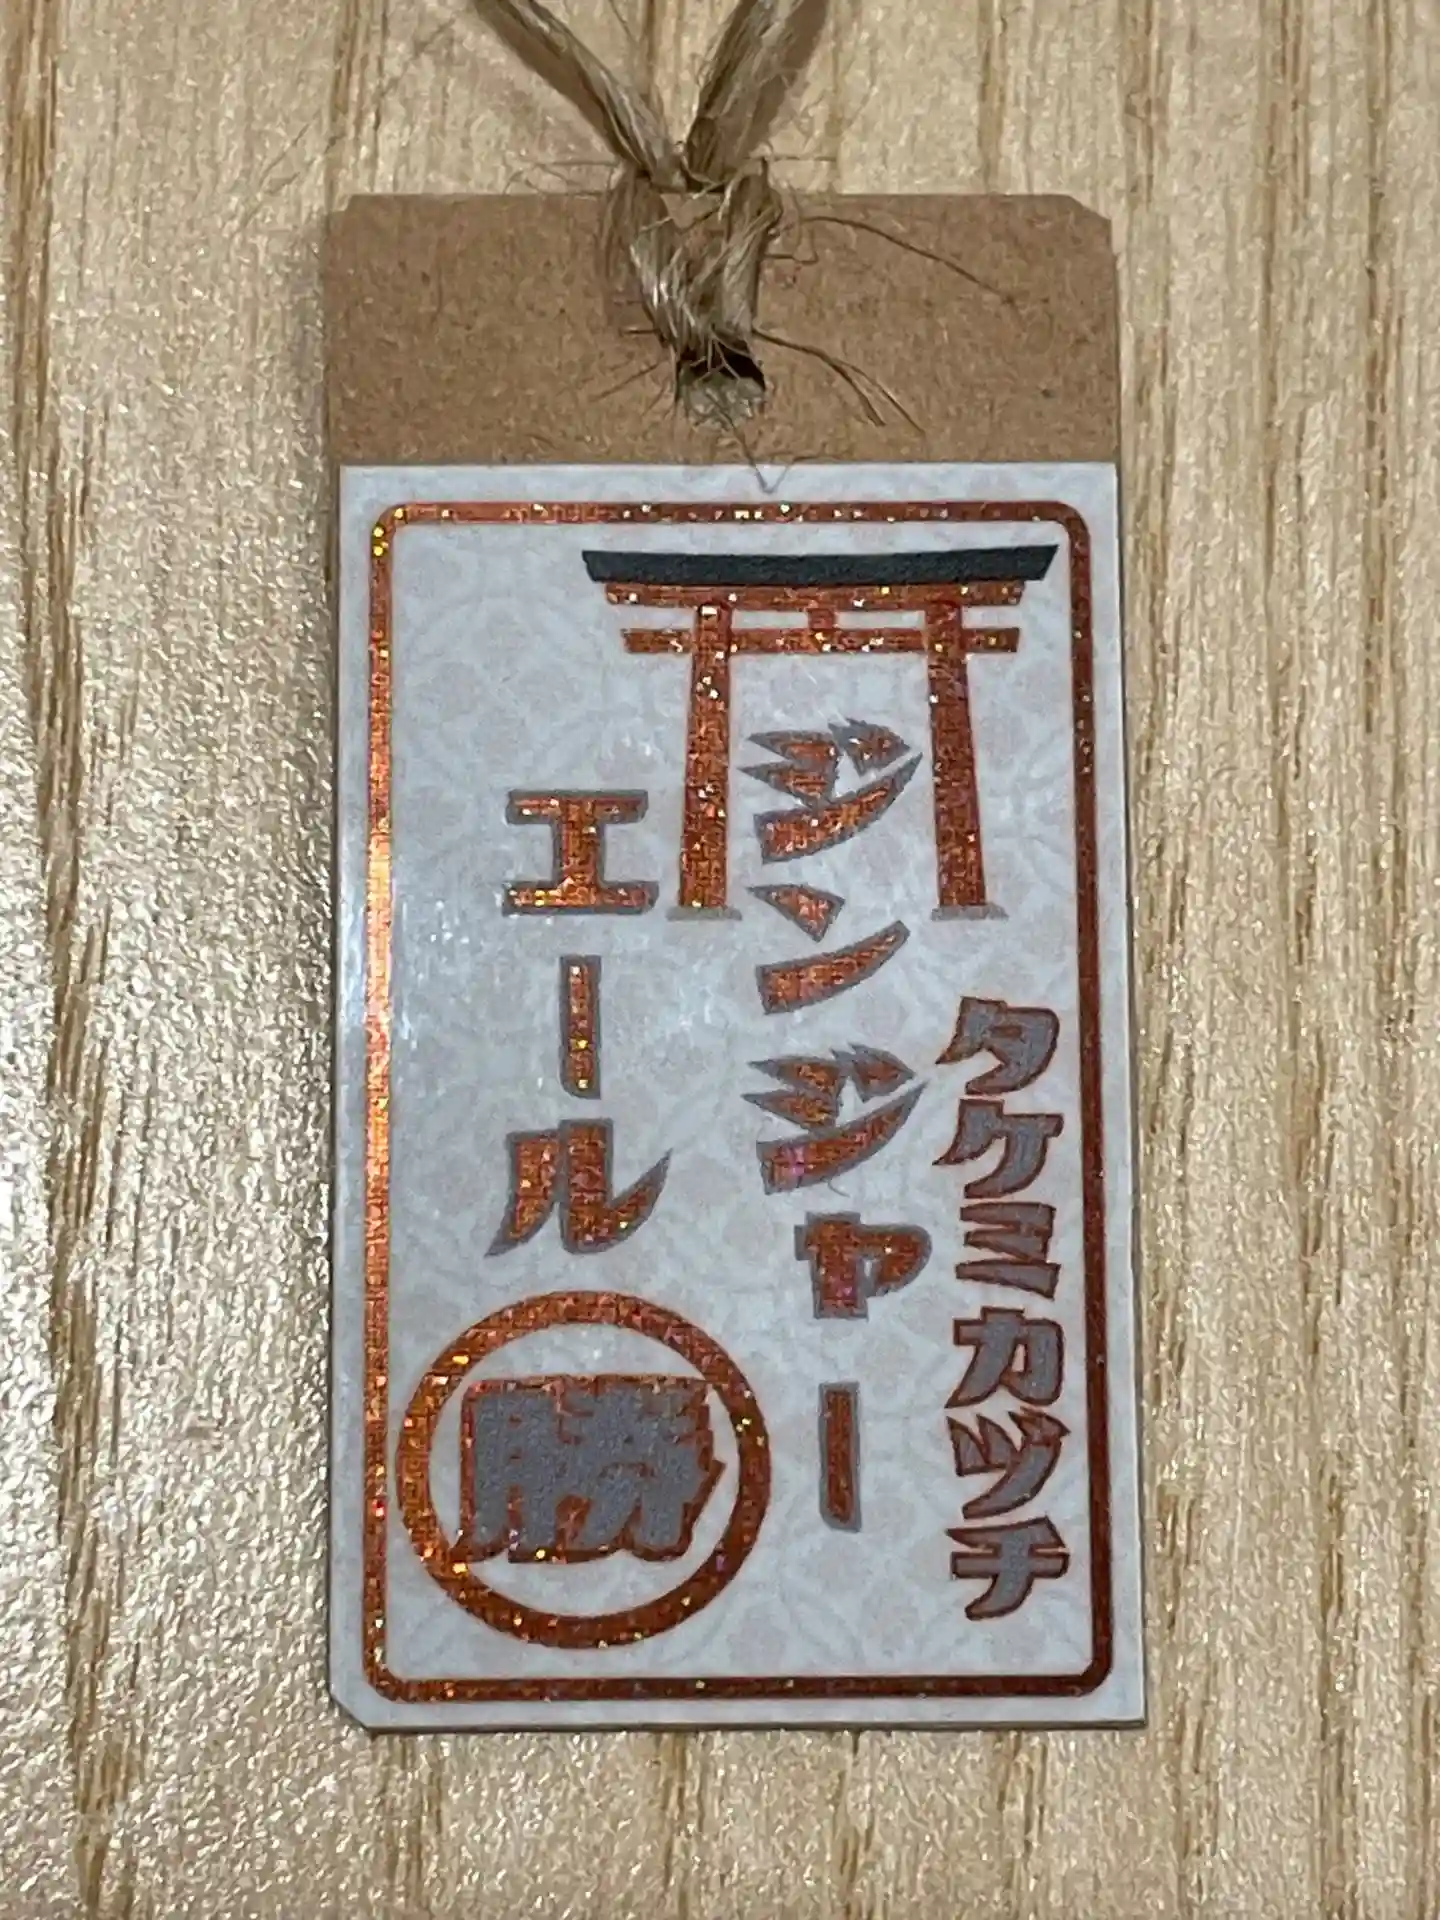 タケミカヅチ
ジンジャー
エール
勝